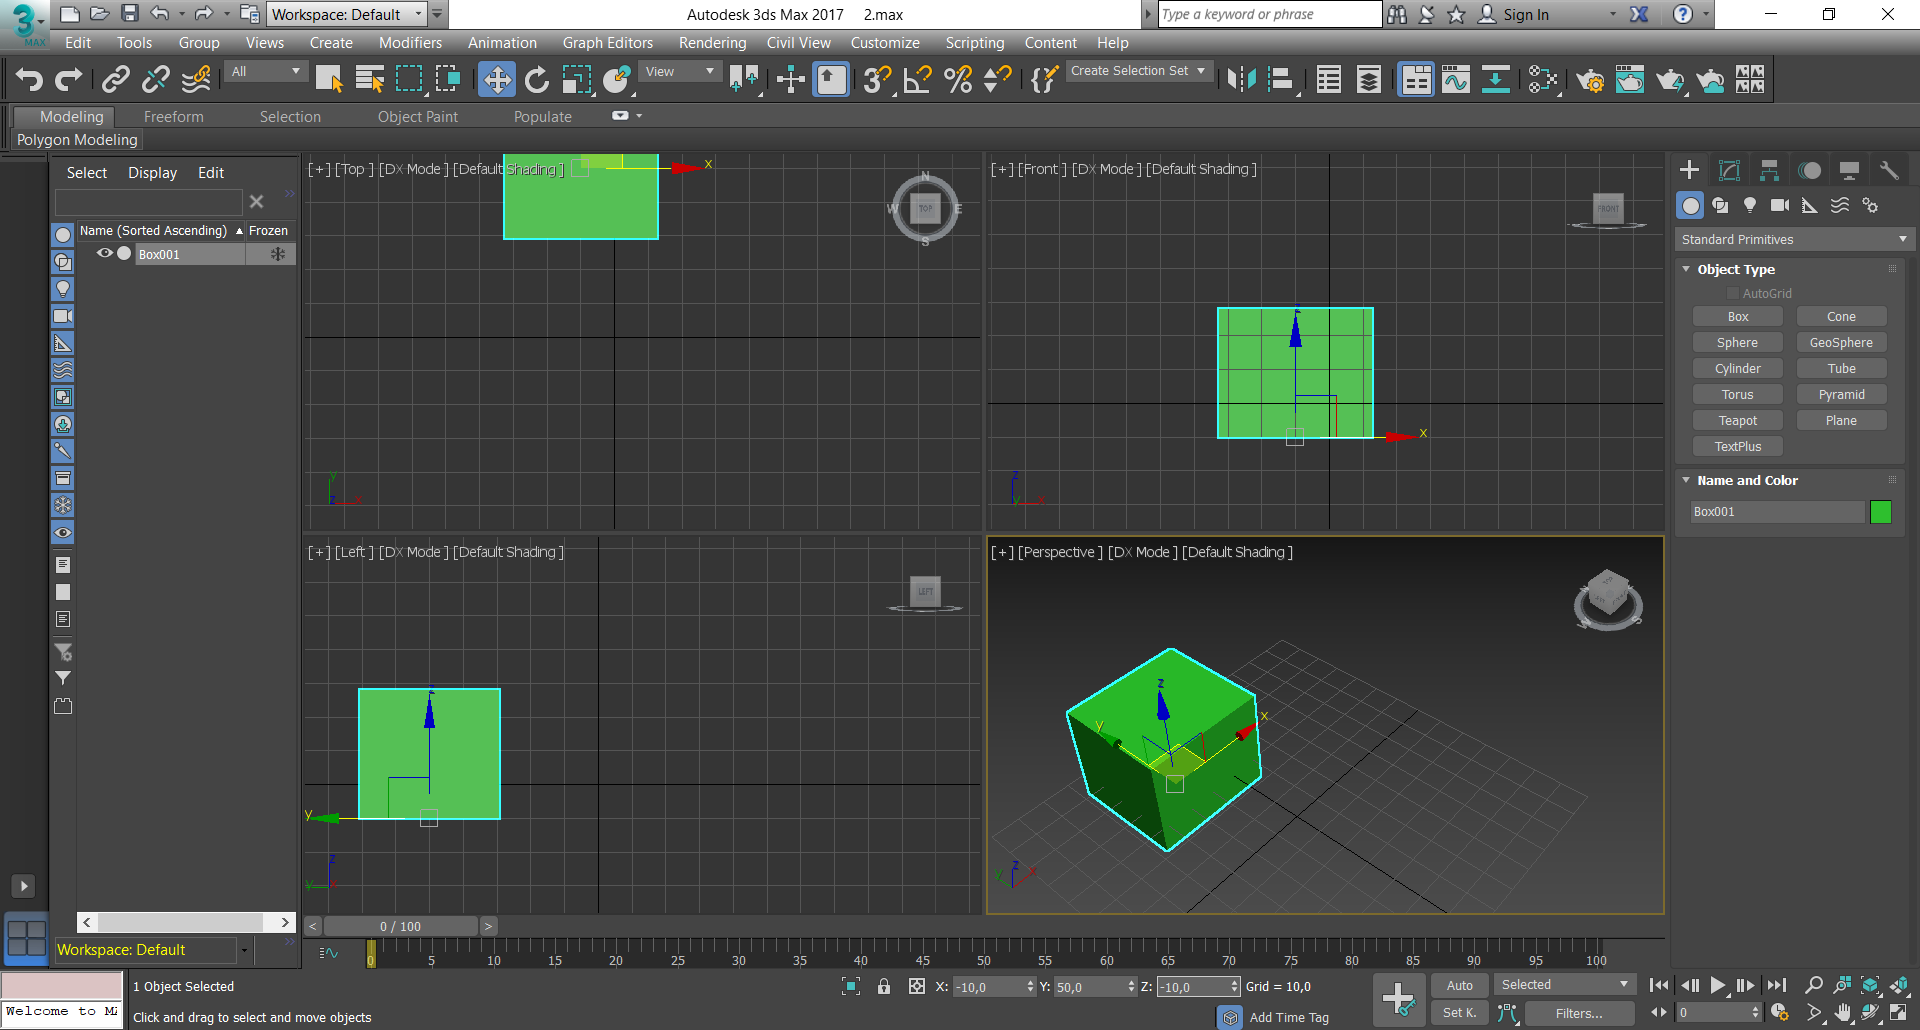 3
MAX
Workspace: Default
Autodesk 3ds Max 2017 2.max
Type a keyword or phrase
Sign In
Edit Tools Group Views Create Modifiers Animation Graph Editors Rendering Civil View Customize Scripting Content Help
All
View
Create Selection Set
Modeling Freeform Selection Object Paint Populate
Polygon Modeling
Select Display Edit
Name (Sorted Ascending) Frozen
Box001
[+] [Top ] [DX Mode ] [Default Shading ]
x
N
W TOP E
S
y
z x
[+] [Front ] [DX Mode ] [Default Shading ]
FRONT
z
x
z
y x
[+] [Left ] [DX Mode ] [Default Shading ]
LEFT
z
y
z
y x
[+] [Perspective ] [DX Mode ] [Default Shading ]
W S
z
y x
z
y x
Standard Primitives
Object Type
AutoGrid
Box Cone
Sphere GeoSphere
Cylinder Tube
Torus Pyramid
Teapot Plane
TextPlus
Name and Color
Box001
< 0 / 100 >
Workspace: Default
0 5 10 15 20 25 30 35 40 45 50 55 60 65 70 75 80 85 90 95 100
1 Object Selected
X: -10,0 Y: 50,0 Z: -10,0 Grid = 10,0
Auto Selected
Welcome to MA
Click and drag to select and move objects
Add Time Tag
Set K. Filters... 0